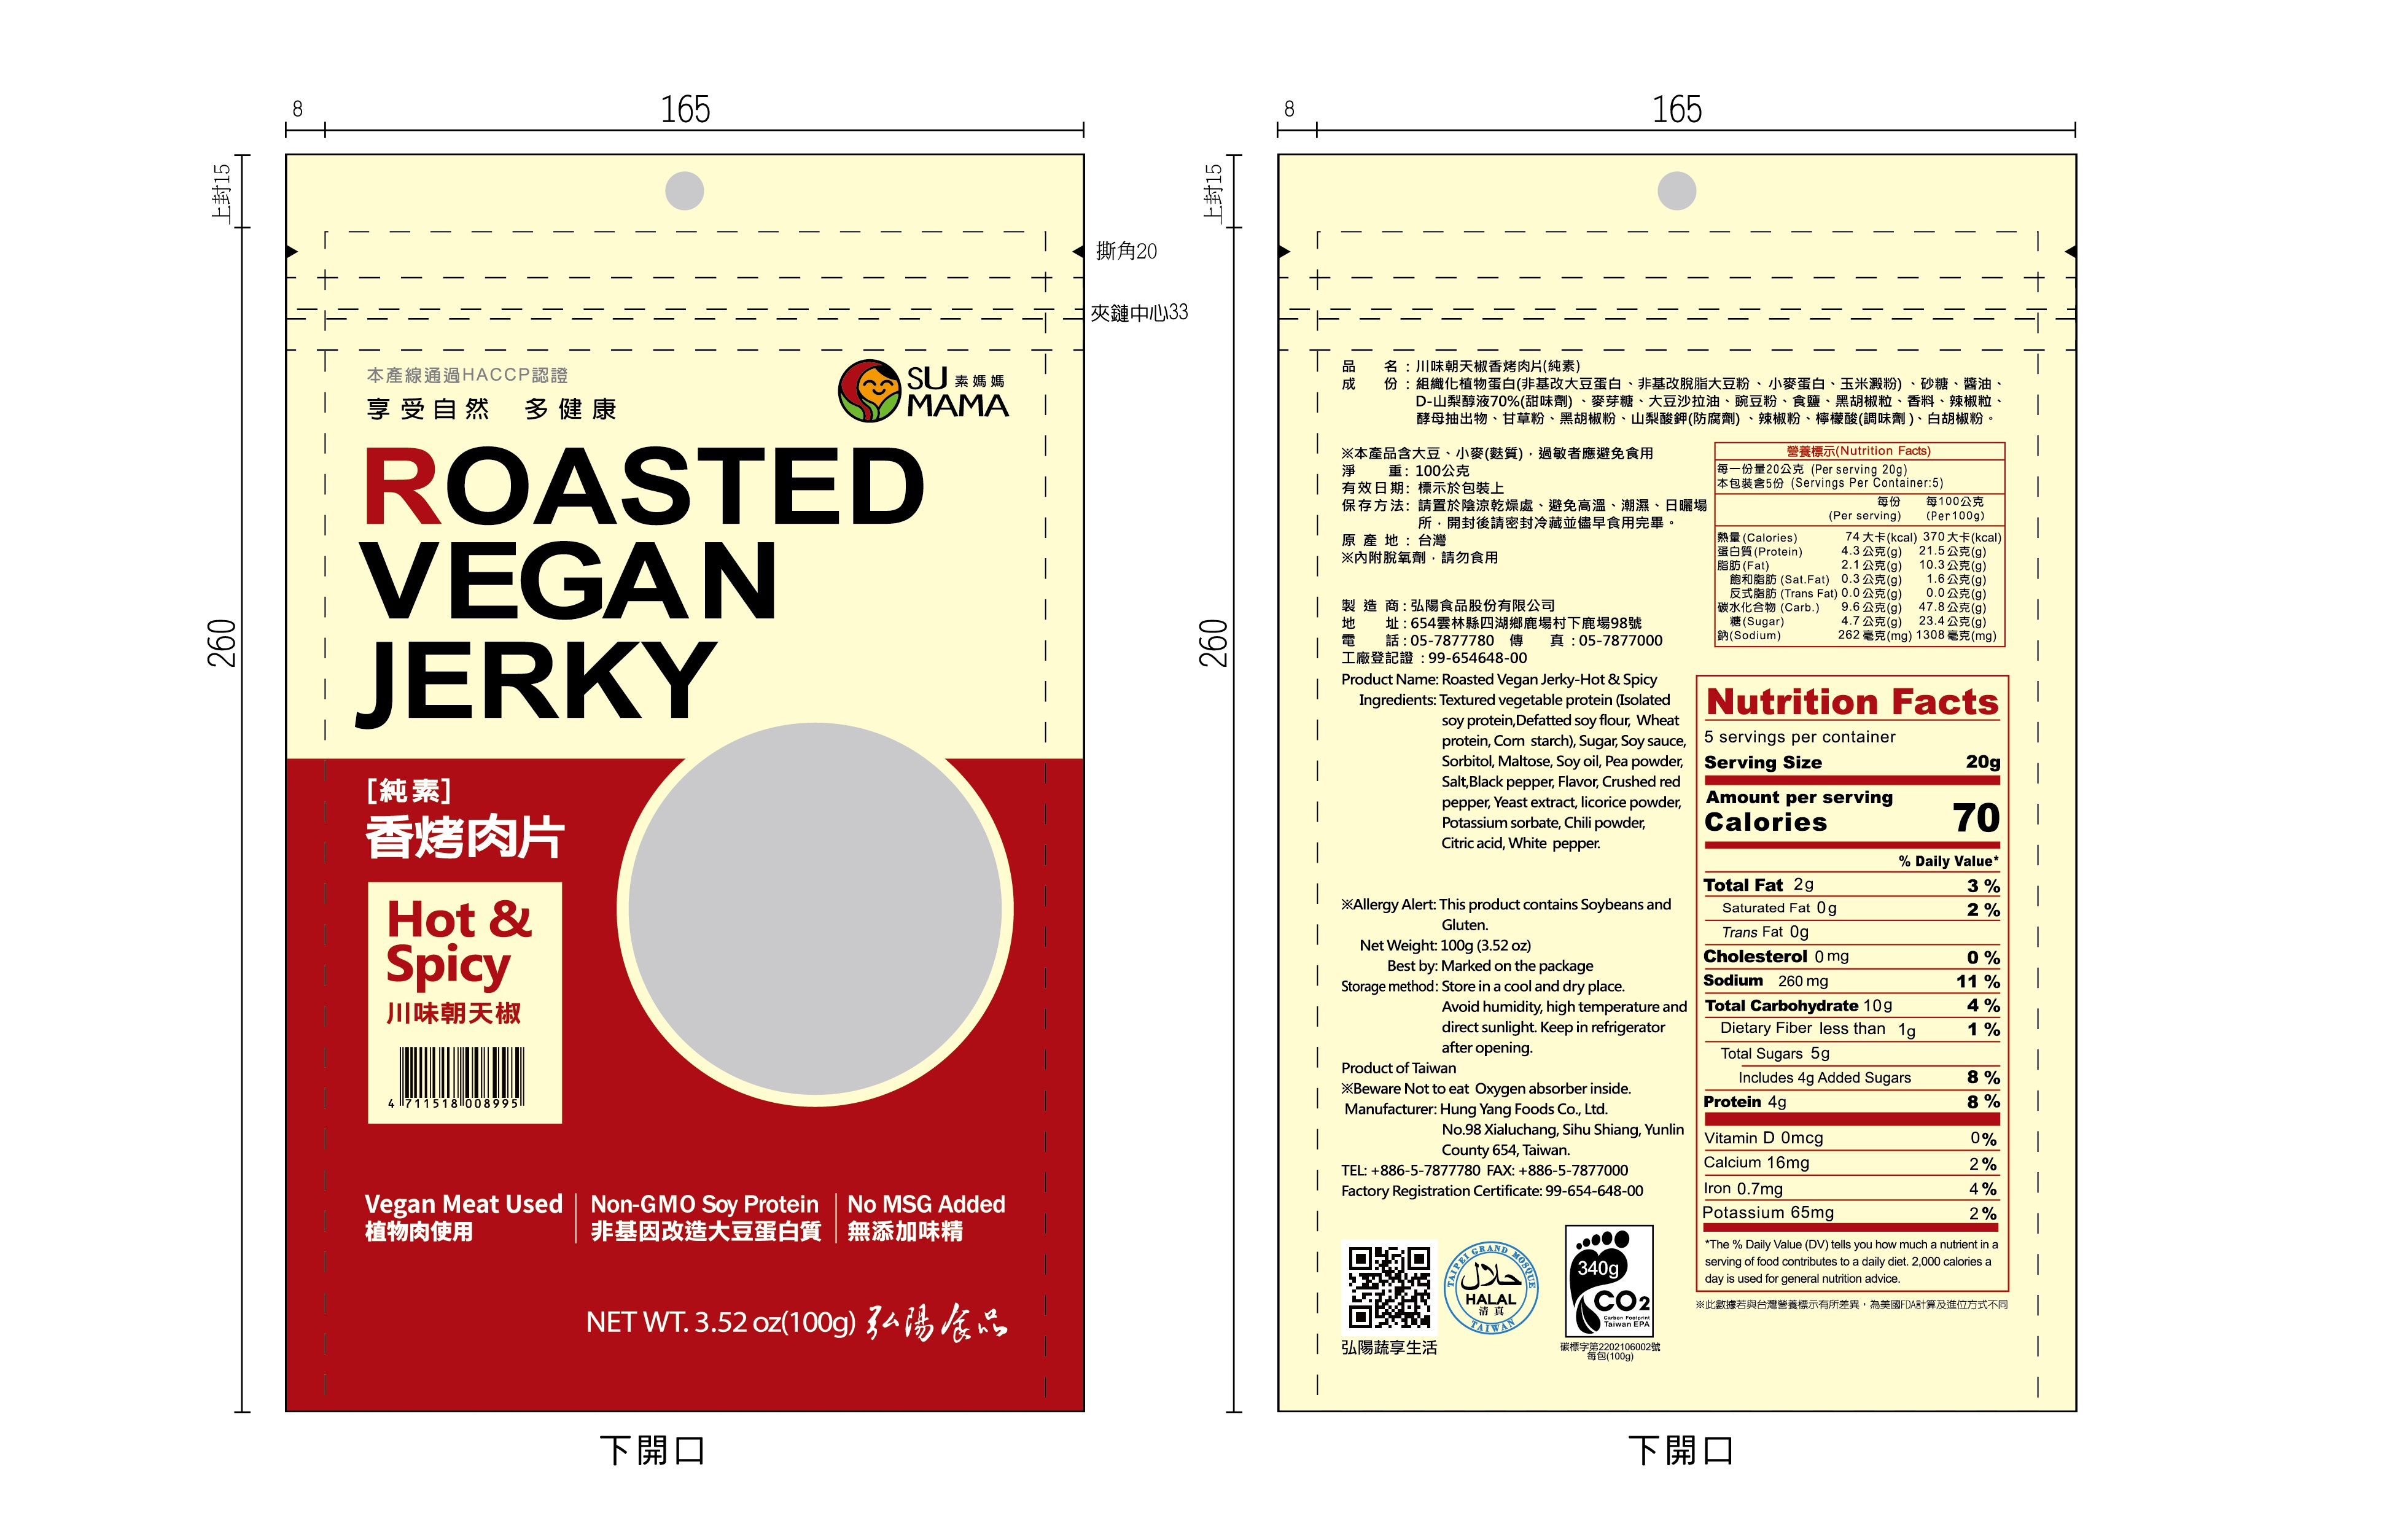 8
165
上封15
撕角20
夾鏈中心33
260
本產線通過HACCP認證
享受自然 多健康
SU 素媽媽
MAMA
ROASTED
VEGAN
JERKY
[純素]
香烤肉片
Hot &
Spicy
川味朝天椒
4 711518 008995
Vegan Meat Used
植物肉使用
Non-GMO Soy Protein
非基因改造大豆蛋白質
No MSG Added
無添加味精
NET WT. 3.52 oz(100g) 弘陽食品
下開口
8
165
上封15
260
品 名：川味朝天椒香烤肉片(純素)
成 份：組織化植物蛋白(非基改大豆蛋白、非基改脫脂大豆粉、小麥蛋白、玉米澱粉)、砂糖、醬油、
D-山梨醇液70%(甜味劑)、麥芽糖、大豆沙拉油、豌豆粉、食鹽、黑胡椒粒、香料、辣椒粒、
酵母抽出物、甘草粉、黑胡椒粉、山梨酸鉀(防腐劑)、辣椒粉、檸檬酸(調味劑)、白胡椒粉。
※本產品含大豆、小麥(麩質)，過敏者應避免食用
淨 重：100公克
有效日期：標示於包裝上
保存方法：請置於陰涼乾燥處、避免高溫、潮濕、日曬場
所，開封後請密封冷藏並儘早食用完畢。
原 產 地：台灣
※內附脫氧劑，請勿食用
製 造 商：弘陽食品股份有限公司
地 址：654雲林縣四湖鄉鹿場村下鹿場98號
電 話：05-7877780 傳 真：05-7877000
工廠登記證：99-654648-00
營養標示(Nutrition Facts)
每一份量20公克 (Per serving 20g)
本包裝含5份 (Servings Per Container:5)
每份 每100公克
(Per serving) (Per100g)
熱量(Calories) 74大卡(kcal) 370大卡(kcal)
蛋白質(Protein) 4.3公克(g) 21.5公克(g)
脂肪(Fat) 2.1公克(g) 10.3公克(g)
飽和脂肪(Sat.Fat) 0.3公克(g) 1.6公克(g)
反式脂肪(Trans Fat) 0.0公克(g) 0.0公克(g)
碳水化合物(Carb.) 9.6公克(g) 47.8公克(g)
糖(Sugar) 4.7公克(g) 23.4公克(g)
鈉(Sodium) 262毫克(mg) 1308毫克(mg)
Product Name: Roasted Vegan Jerky-Hot & Spicy
Ingredients: Textured vegetable protein (Isolated
soy protein,Defatted soy flour, Wheat
protein, Corn starch), Sugar, Soy sauce,
Sorbitol, Maltose, Soy oil, Pea powder,
Salt,Black pepper, Flavor, Crushed red
pepper, Yeast extract, licorice powder,
Potassium sorbate, Chili powder,
Citric acid, White pepper.
※Allergy Alert: This product contains Soybeans and
Gluten.
Net Weight: 100g (3.52 oz)
Best by: Marked on the package
Storage method: Store in a cool and dry place.
Avoid humidity, high temperature and
direct sunlight. Keep in refrigerator
after opening.
Product of Taiwan
※Beware Not to eat Oxygen absorber inside.
Manufacturer: Hung Yang Foods Co., Ltd.
No.98 Xialuchang, Sihu Shiang, Yunlin
County 654, Taiwan.
TEL: +886-5-7877780 FAX: +886-5-7877000
Factory Registration Certificate: 99-654-648-00
Nutrition Facts
5 servings per container
Serving Size 20g
Amount per serving
Calories 70
% Daily Value*
Total Fat 2g 3 %
Saturated Fat 0g 2 %
Trans Fat 0g
Cholesterol 0 mg 0 %
Sodium 260 mg 11 %
Total Carbohydrate 10g 4 %
Dietary Fiber less than 1g 1 %
Total Sugars 5g
Includes 4g Added Sugars 8 %
Protein 4g 8 %
Vitamin D 0mcg 0%
Calcium 16mg 2%
Iron 0.7mg 4%
Potassium 65mg 2%
*The % Daily Value (DV) tells you how much a nutrient in a
serving of food contributes to a daily diet. 2,000 calories a
day is used for general nutrition advice.
※此數據若與台灣營養標示有所差異，為美國FDA計算及進位方式不同
弘陽蔬享生活
TAIPEI GRAND MOSQUE
حلال
HALAL
清真
TAIWAN
340g
CO2
Carbon Footprint
Taiwan EPA
碳標字第2202106002號
每包(100g)
下開口